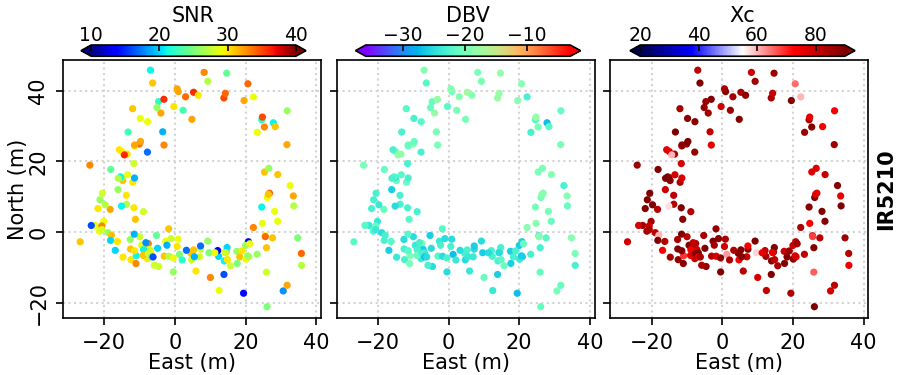 SNR DBV Xc
10 20 30 40 −30 −20 −10 20 40 60 80
40
20
0
−20
North (m)
IR5210
−20 0 20 40 −20 0 20 40 −20 0 20 40
East (m) East (m) East (m)